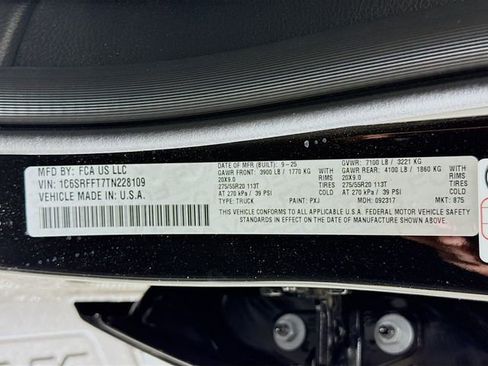 MFD BY: FCA US LLC
VIN: 1C6SRFFT7TN228109
VEHICLE MADE IN: U.S.A.
DATE OF MFR (BUILT): 9-25
GVWR: 7100 LB / 3221 KG
GAWR FRONT: 3900 LB / 1770 KG
GAWR REAR: 4100 LB / 1860 KG
20X9.0 RIMS
20X9.0 RIMS
275/55R20 113T TIRES
275/55R20 113T TIRES
AT 270 kPa / 39 PSI COLD
AT 270 kPa / 39 PSI COLD
THIS VEHICLE CONFORMS TO ALL APPLICABLE U.S.A. FEDERAL MOTOR VEHICLE SAFETY
STANDARDS IN EFFECT ON THE DATE OF MANUFACTURE SHOWN ABOVE.
TYPE: TRUCK PAINT: PXJ MDH: 092317 MKT: 875